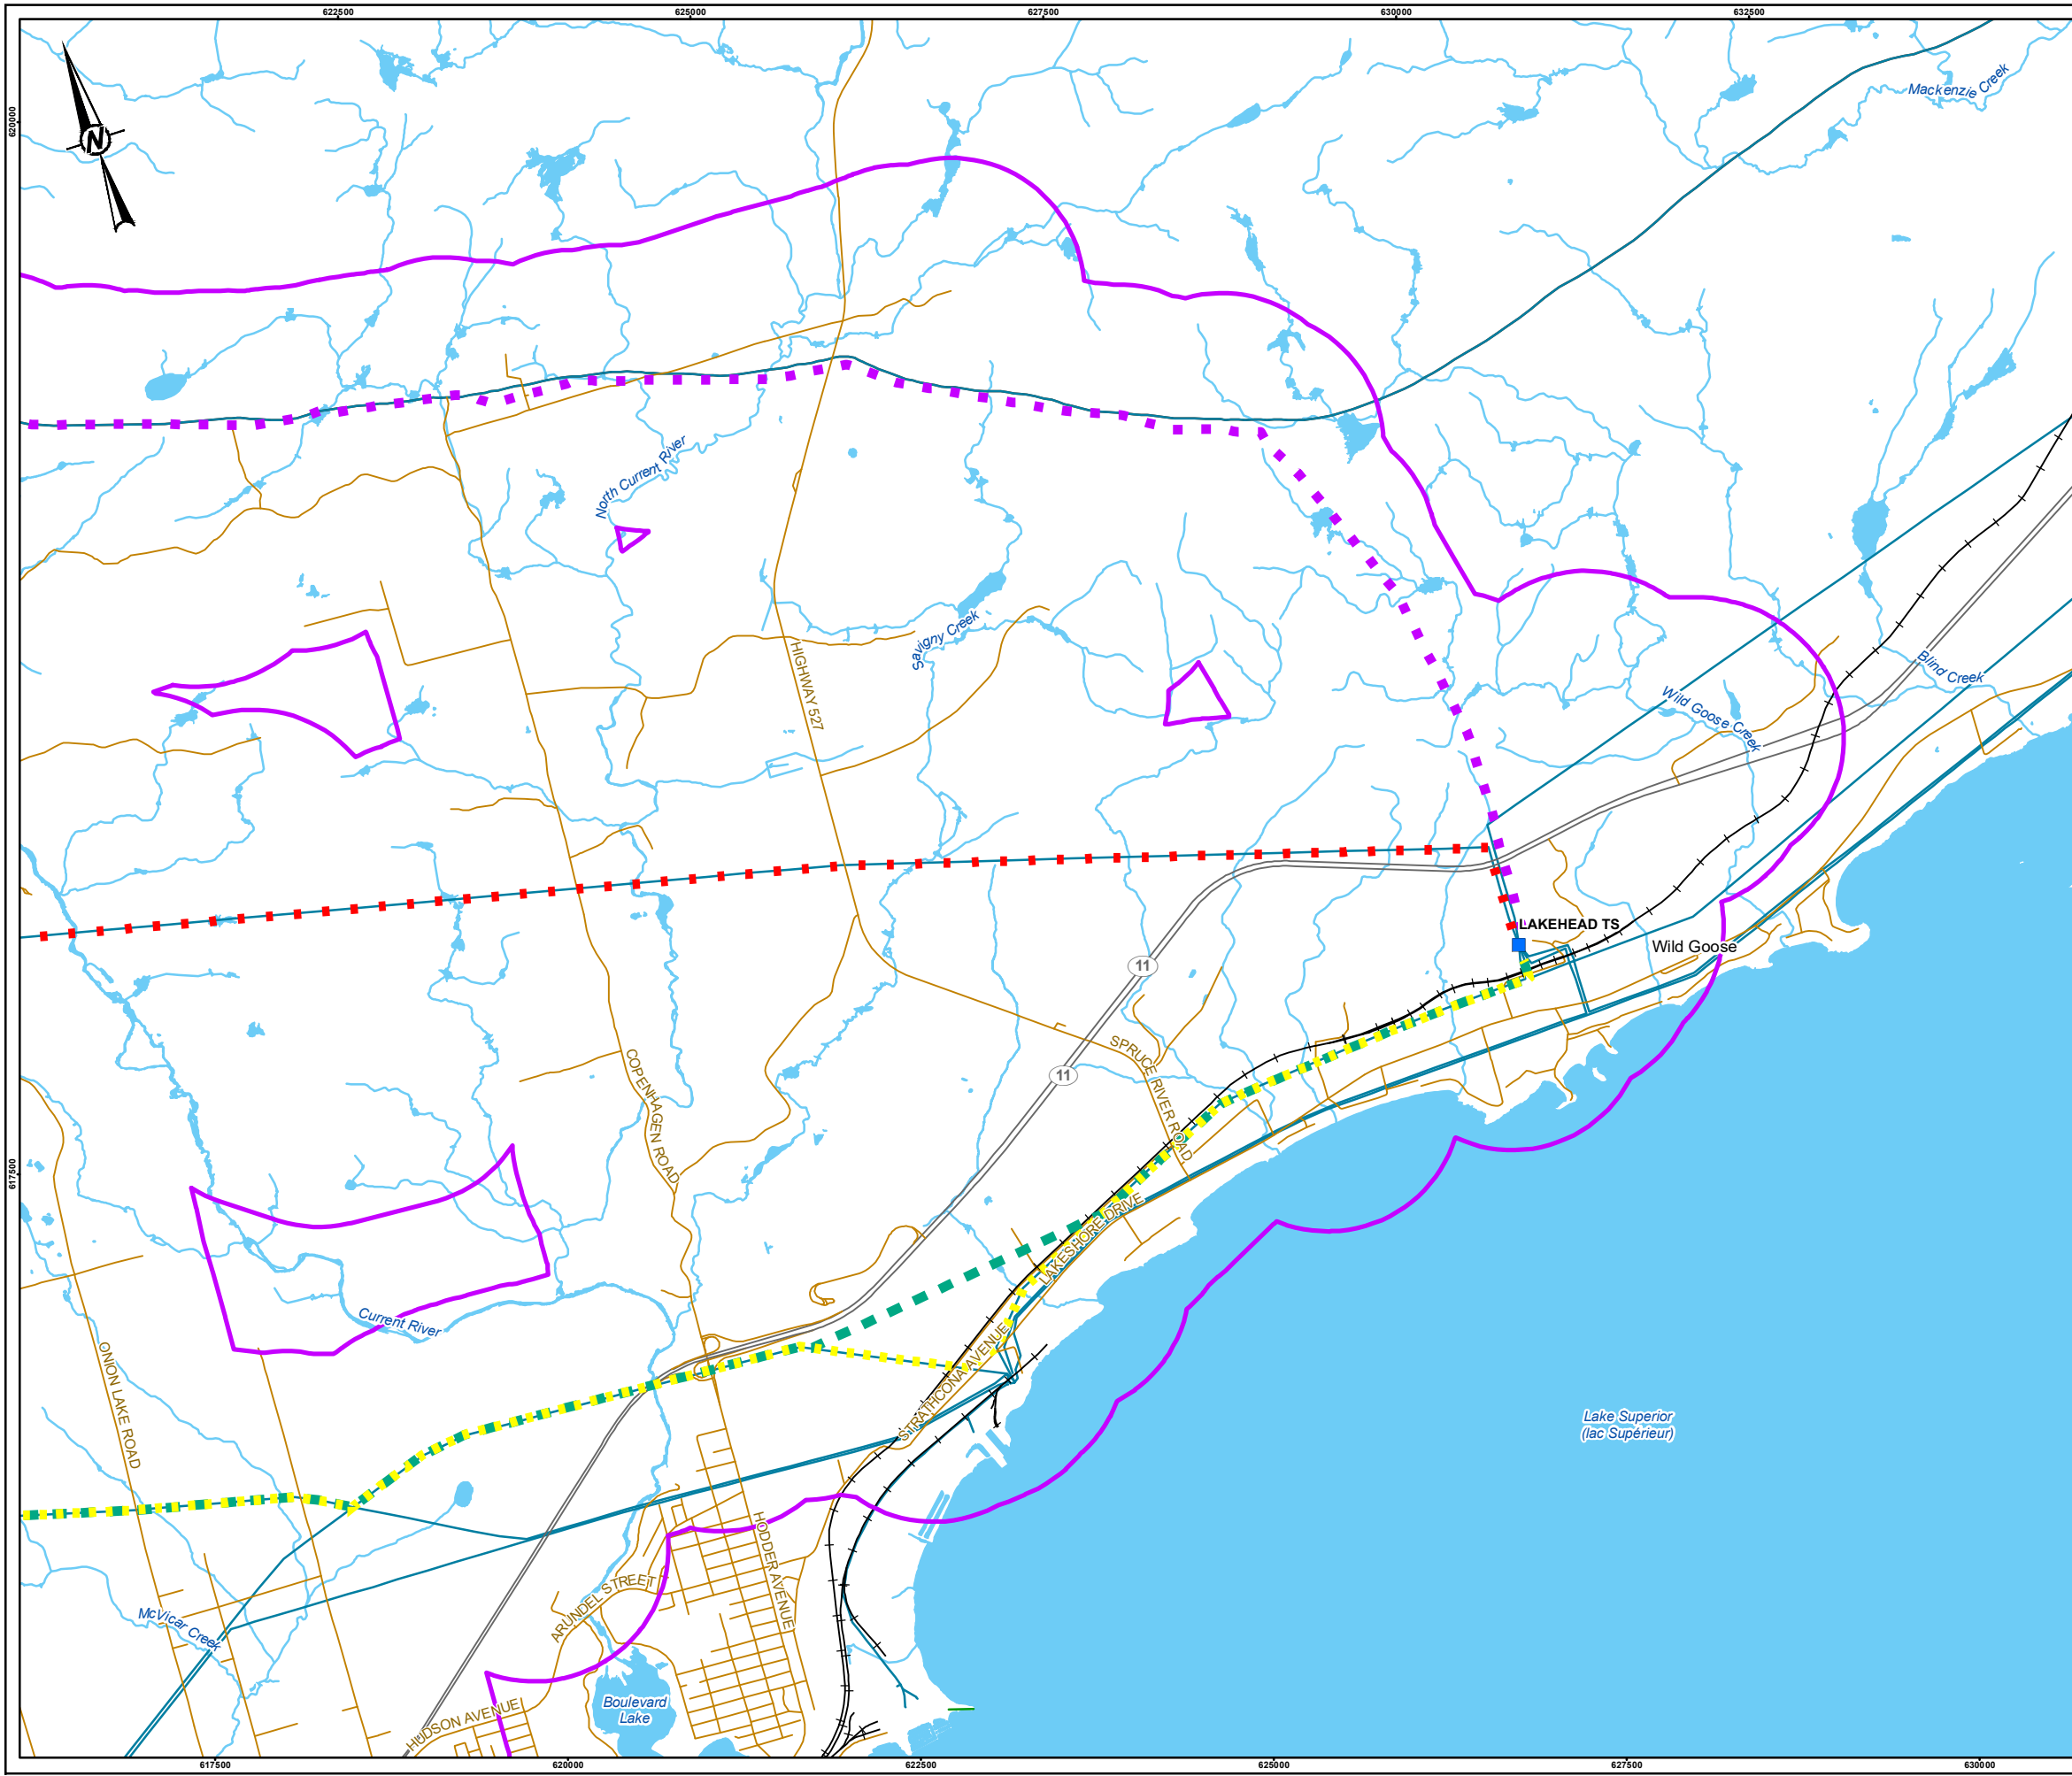 622500
625000
627500
630000
632500
620000
Mackenzie Creek
N
North Current River
Savigny Creek
HIGHWAY 527
Blind Creek
Wild Goose Creek
LAKEHEAD TS
Wild Goose
11
11
SPRUCE RIVER ROAD
COPENHAGEN ROAD
617500
LAKESHORE DRIVE
Current River
ONION LAKE ROAD
STRATHCONA AVENUE
Lake Superior
(lac Supérieur)
HODDER AVENUE
ARUNDEL STREET
McVicar Creek
Boulevard
Lake
HUDSON AVENUE
617500
620000
622500
625000
627500
630000